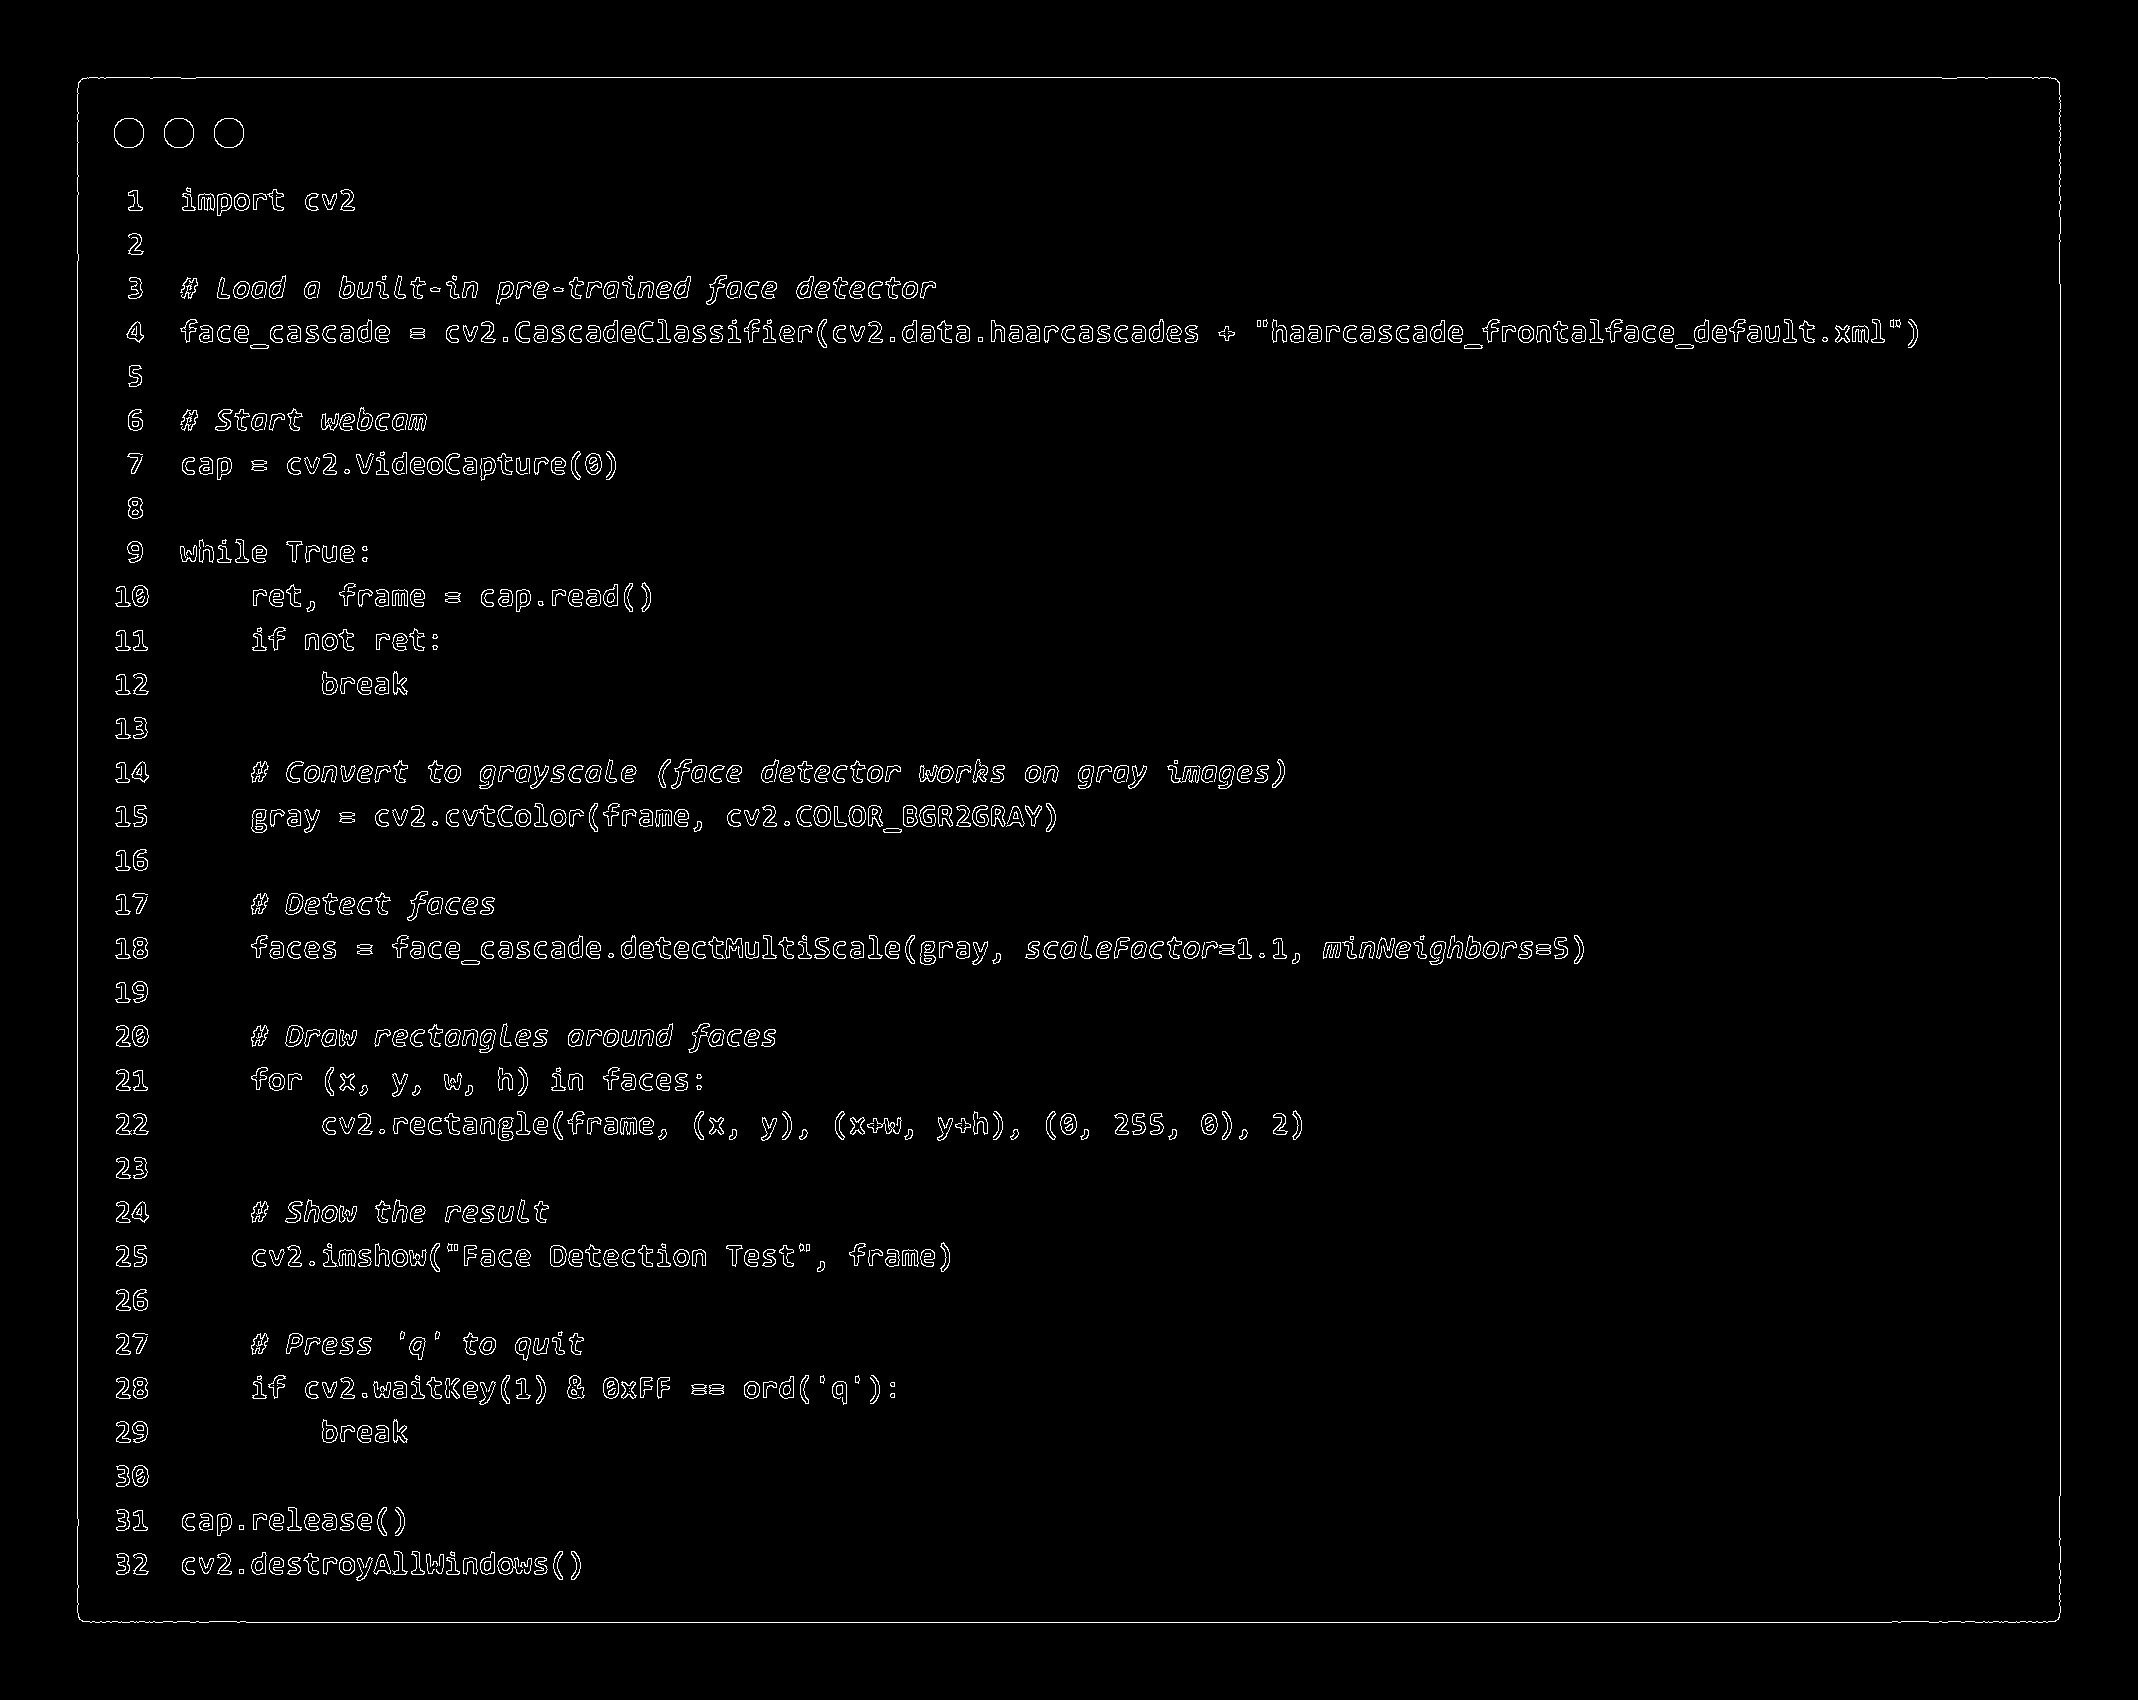 1 import cv2
2
3 # Load a built-in pre-trained face detector
4 face_cascade = cv2.CascadeClassifier(cv2.data.haarcascades + "haarcascade_frontalface_default.xml")
5
6 # Start webcam
7 cap = cv2.VideoCapture(0)
8
9 while True:
10     ret, frame = cap.read()
11     if not ret:
12         break
13
14     # Convert to grayscale (face detector works on gray images)
15     gray = cv2.cvtColor(frame, cv2.COLOR_BGR2GRAY)
16
17     # Detect faces
18     faces = face_cascade.detectMultiScale(gray, scaleFactor=1.1, minNeighbors=5)
19
20     # Draw rectangles around faces
21     for (x, y, w, h) in faces:
22         cv2.rectangle(frame, (x, y), (x+w, y+h), (0, 255, 0), 2)
23
24     # Show the result
25     cv2.imshow("Face Detection Test", frame)
26
27     # Press 'q' to quit
28     if cv2.waitKey(1) & 0xFF == ord('q'):
29         break
30
31 cap.release()
32 cv2.destroyAllWindows()